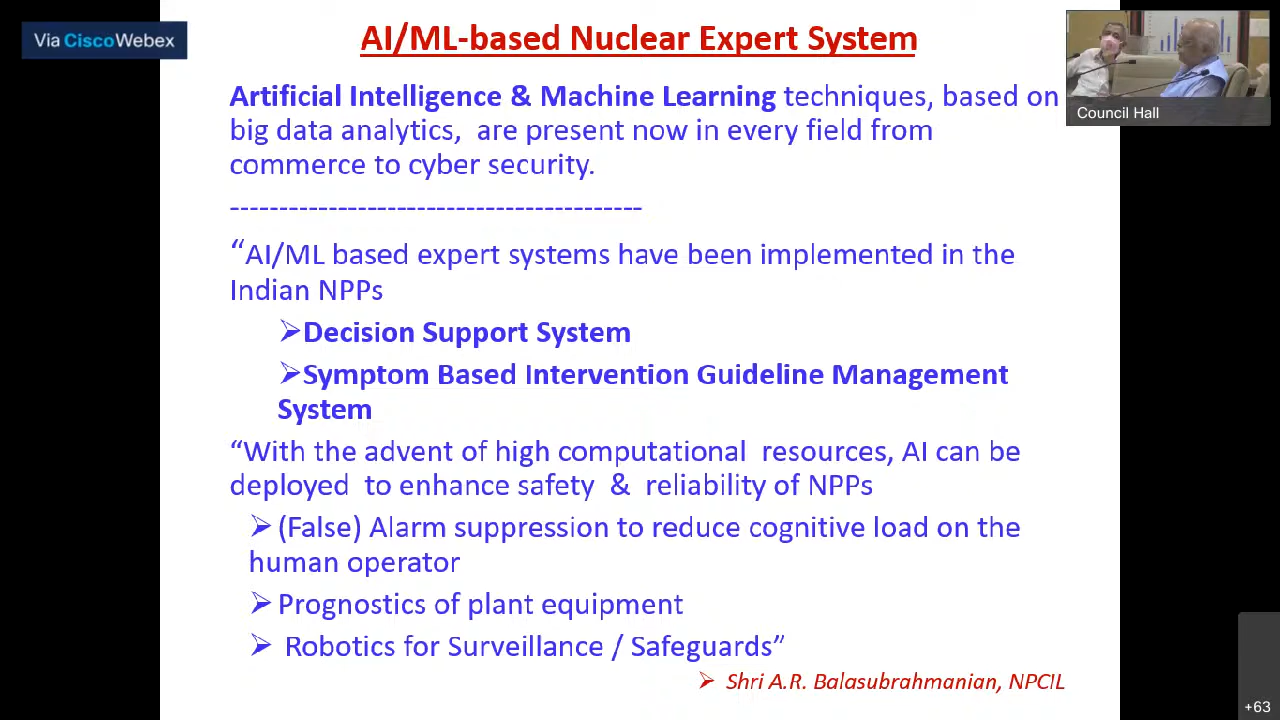 Via CiscoWebex
AI/ML-based Nuclear Expert System
Council Hall
Artificial Intelligence & Machine Learning techniques, based on
big data analytics,  are present now in every field from
commerce to cyber security.
------------------------------------------
“AI/ML based expert systems have been implemented in the
Indian NPPs
➢Decision Support System
➢Symptom Based Intervention Guideline Management
System
“With the advent of high computational  resources, AI can be
deployed  to enhance safety  &  reliability of NPPs
➢ (False) Alarm suppression to reduce cognitive load on the
human operator
➢ Prognostics of plant equipment
➢ Robotics for Surveillance / Safeguards”
➢ Shri A.R. Balasubrahmanian, NPCIL
+63